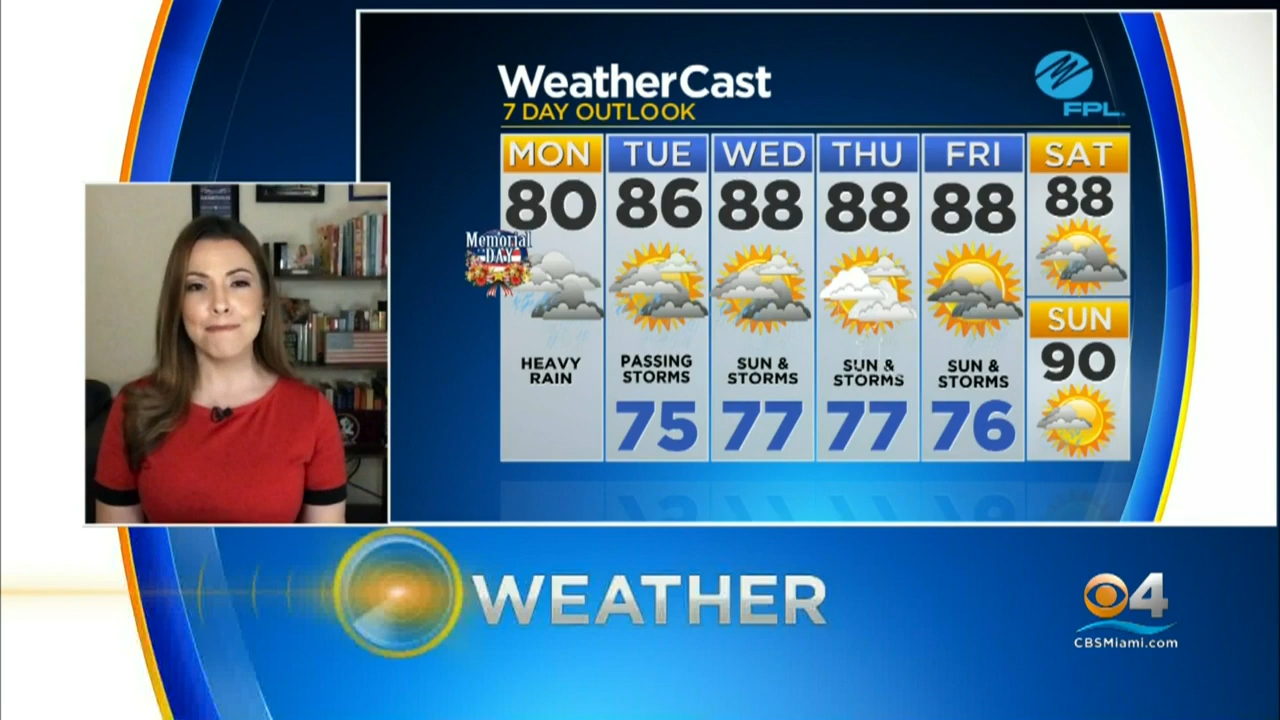 WeatherCast
7 DAY OUTLOOK
FPL.
MON
TUE
WED
THU
FRI
SAT
80
86
88
88
88
88
Memorial
DAY
HEAVY
RAIN
PASSING
STORMS
SUN &
STORMS
SUN &
STORMS
SUN &
STORMS
SUN
90
75
77
77
76
WEATHER
4
CBSMiami.com